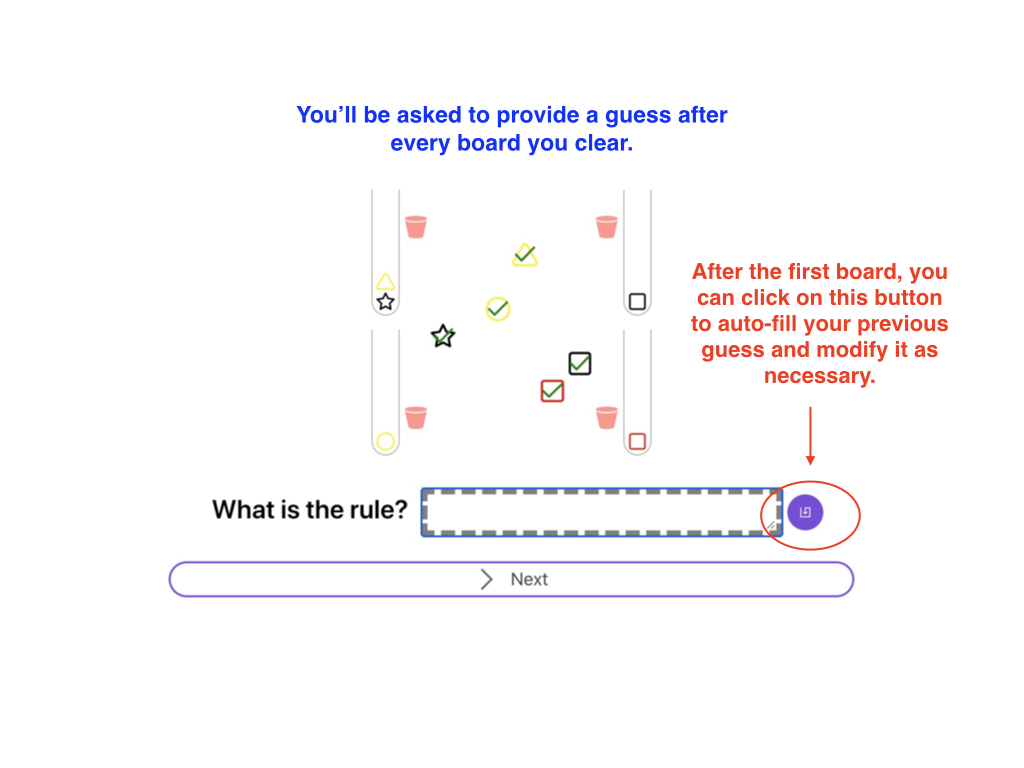 You’ll be asked to provide a guess after
every board you clear.
After the first board, you
can click on this button
to auto-fill your previous
guess and modify it as
necessary.
What is the rule?
Next